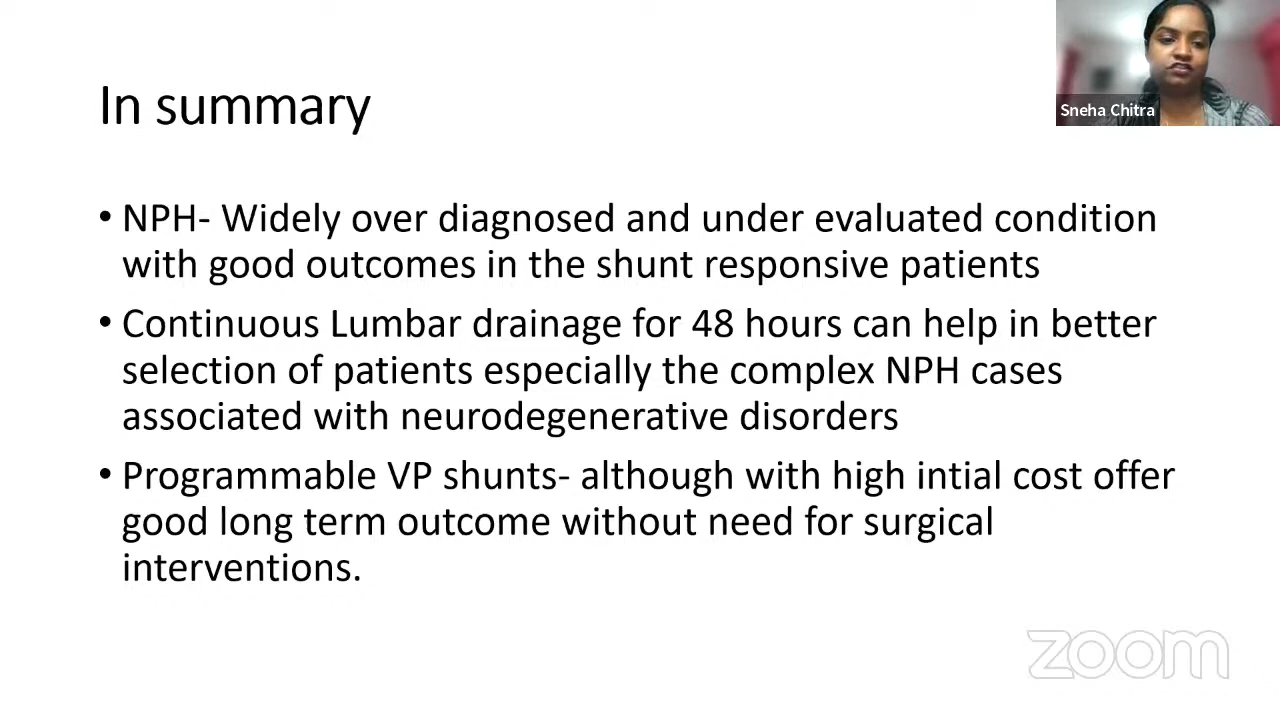 Sneha Chitra
In summary
• NPH- Widely over diagnosed and under evaluated condition
with good outcomes in the shunt responsive patients
• Continuous Lumbar drainage for 48 hours can help in better
selection of patients especially the complex NPH cases
associated with neurodegenerative disorders
• Programmable VP shunts- although with high intial cost offer
good long term outcome without need for surgical
interventions.
zoom